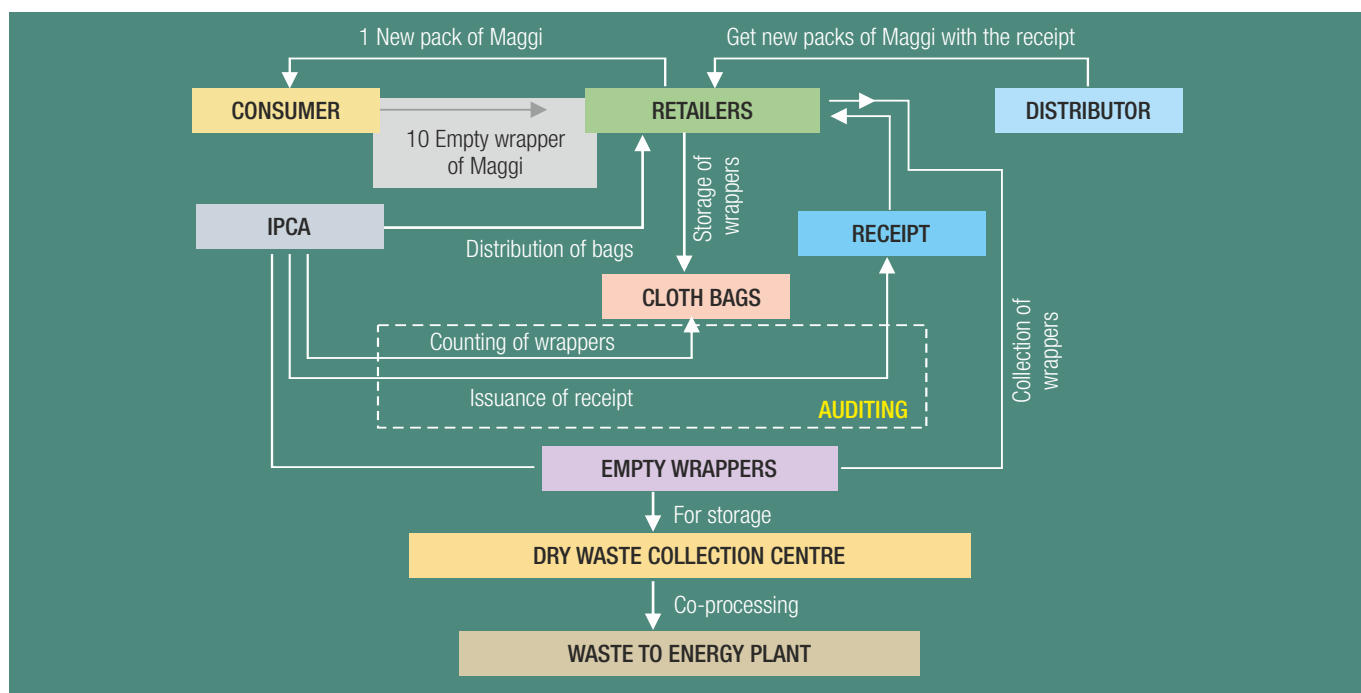 1 New pack of Maggi
Get new packs of Maggi with the receipt
CONSUMER
RETAILERS
DISTRIBUTOR
10 Empty wrapper
of Maggi
Storage of
wrappers
IPCA
RECEIPT
Distribution of bags
CLOTH BAGS
Collection of
wrappers
Counting of wrappers
Issuance of receipt
AUDITING
EMPTY WRAPPERS
For storage
DRY WASTE COLLECTION CENTRE
Co-processing
WASTE TO ENERGY PLANT